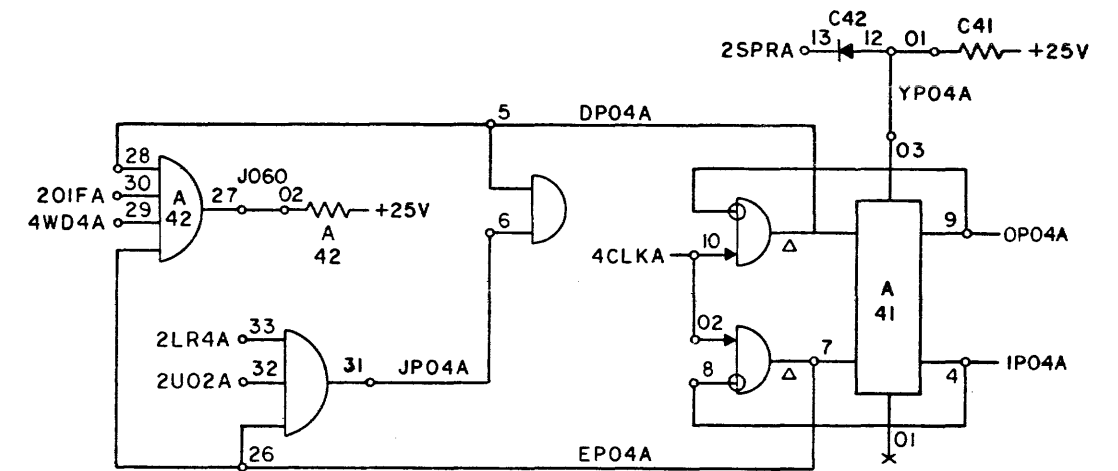 C42
C41
2SPRA 13 12 01 +25V
YP04A
5 DP04A
03
28
J060
30 A 27 02 +25V
201FA
4WD4A 29 42
A
42
6
4CLKA 10
Δ
9 0P04A
A
41
33
2LR4A
32 31 JP04A
2U02A
02
7
8 Δ
4 1P04A
01
26 EP04A